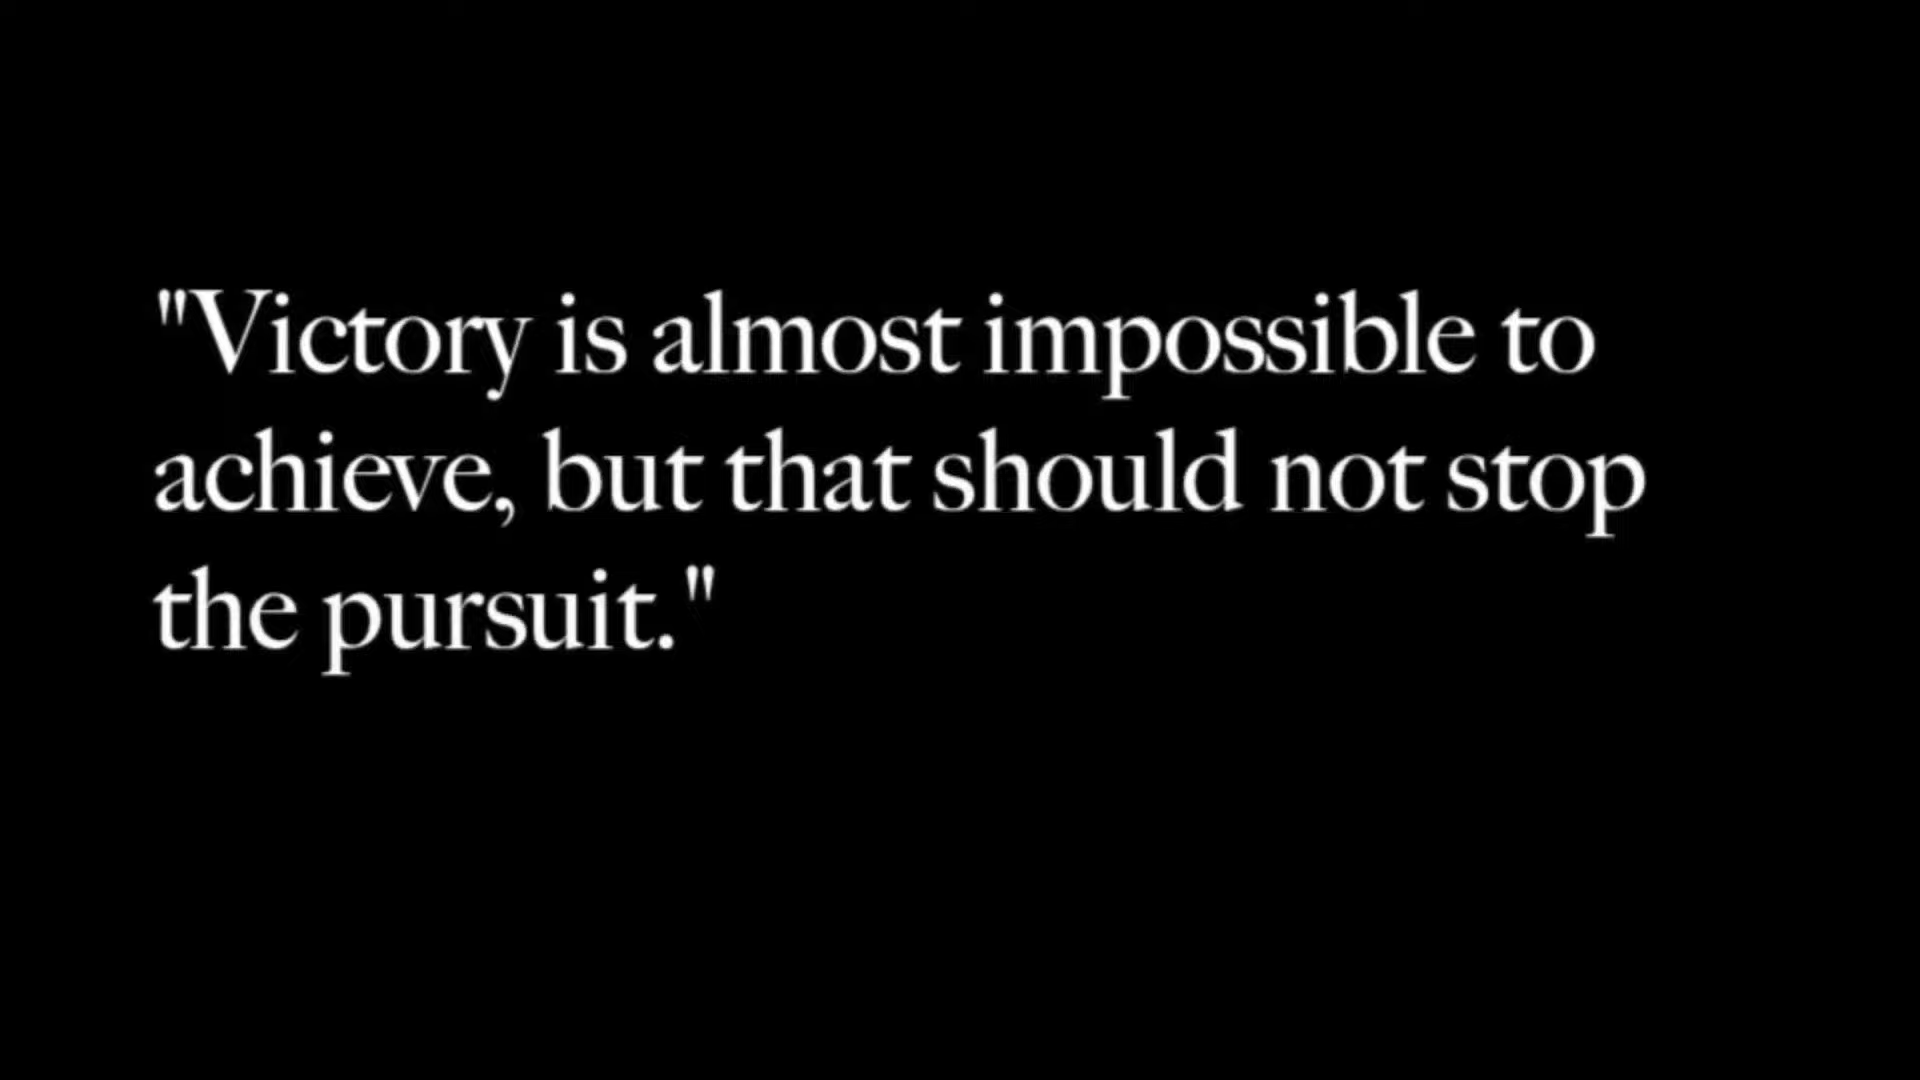 "Victory is almost impossible to
achieve, but that should not stop
the pursuit."